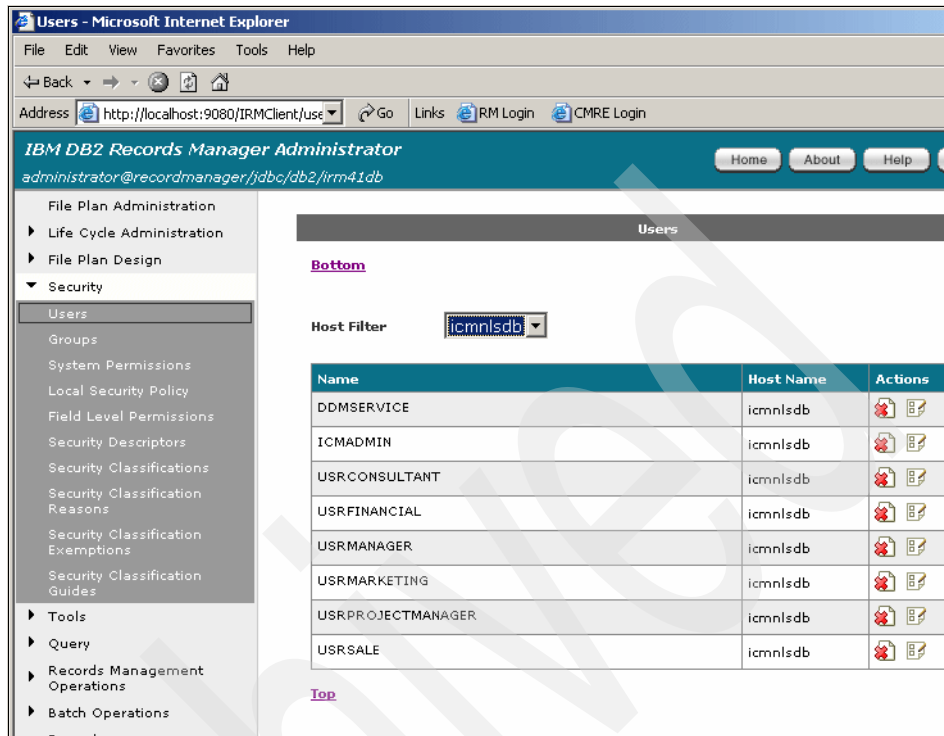 Users - Microsoft Internet Explorer
File Edit View Favorites Tools Help
Back
Address http://localhost:9080/IRMClient/use Go Links RM Login CMRE Login
IBM DB2 Records Manager Administrator
administrator@recordmanager/jdbc/db2/irm41db
Home About Help
File Plan Administration
Life Cycle Administration
File Plan Design
Security
Users
Groups
System Permissions
Local Security Policy
Field Level Permissions
Security Descriptors
Security Classifications
Security Classification
Reasons
Security Classification
Exemptions
Security Classification
Guides
Tools
Query
Records Management
Operations
Batch Operations
Users
Bottom
Host Filter icmnlsdb
Name Host Name Actions
DDMSERVICE icmnlsdb
ICMADMIN icmnlsdb
USRCONSULTANT icmnlsdb
USRFINANCIAL icmnlsdb
USRMANAGER icmnlsdb
USRMARKETING icmnlsdb
USRPROJECTMANAGER icmnlsdb
USRSALE icmnlsdb
Top